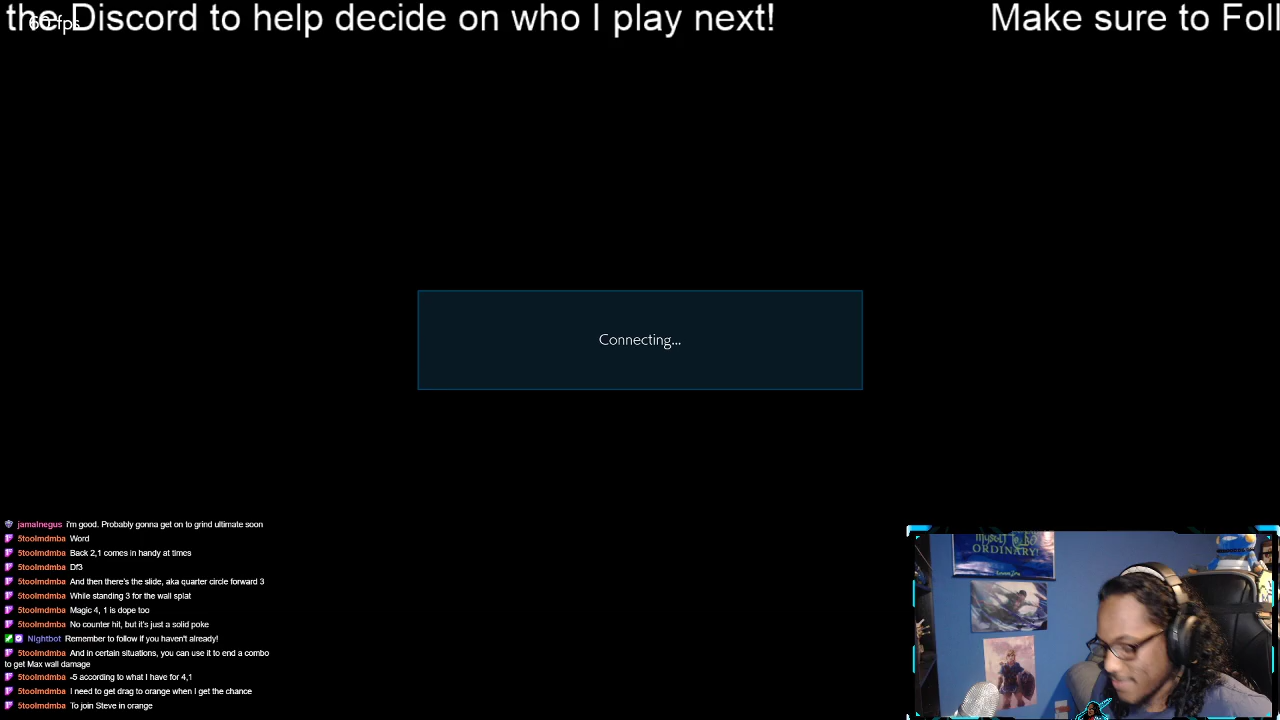 the Discord to help decide on who I play next! Make sure to Foll
60 fps
Connecting...
jamalnegus i'm good. Probably gonna get on to grind ultimate soon
5toolmdmba Word
5toolmdmba Back 2,1 comes in handy at times
5toolmdmba Df3
5toolmdmba And then there's the slide, aka quarter circle forward 3
5toolmdmba While standing 3 for the wall splat
5toolmdmba Magic 4, 1 is dope too
5toolmdmba No counter hit, but it's just a solid poke
Nightbot Remember to follow if you haven't already!
5toolmdmba And in certain situations, you can use it to end a combo
to get Max wall damage
5toolmdmba -5 according to what I have for 4,1
5toolmdmba I need to get drag to orange when I get the chance
5toolmdmba To join Steve in orange
myself to be
ORDINARY!